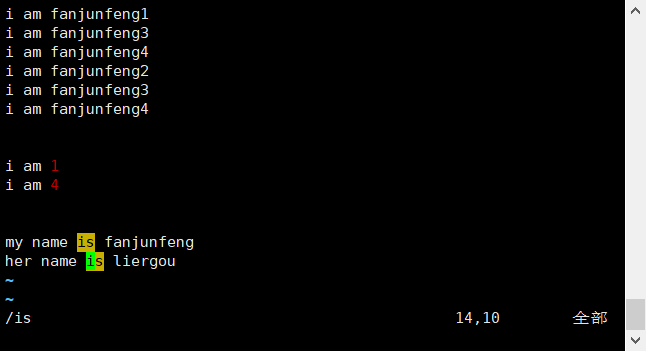 i am fanjunfeng1
i am fanjunfeng3
i am fanjunfeng4
i am fanjunfeng2
i am fanjunfeng3
i am fanjunfeng4
i am 1
i am 4
my name is fanjunfeng
her name is liergou
~
~
/is 14,10 全部